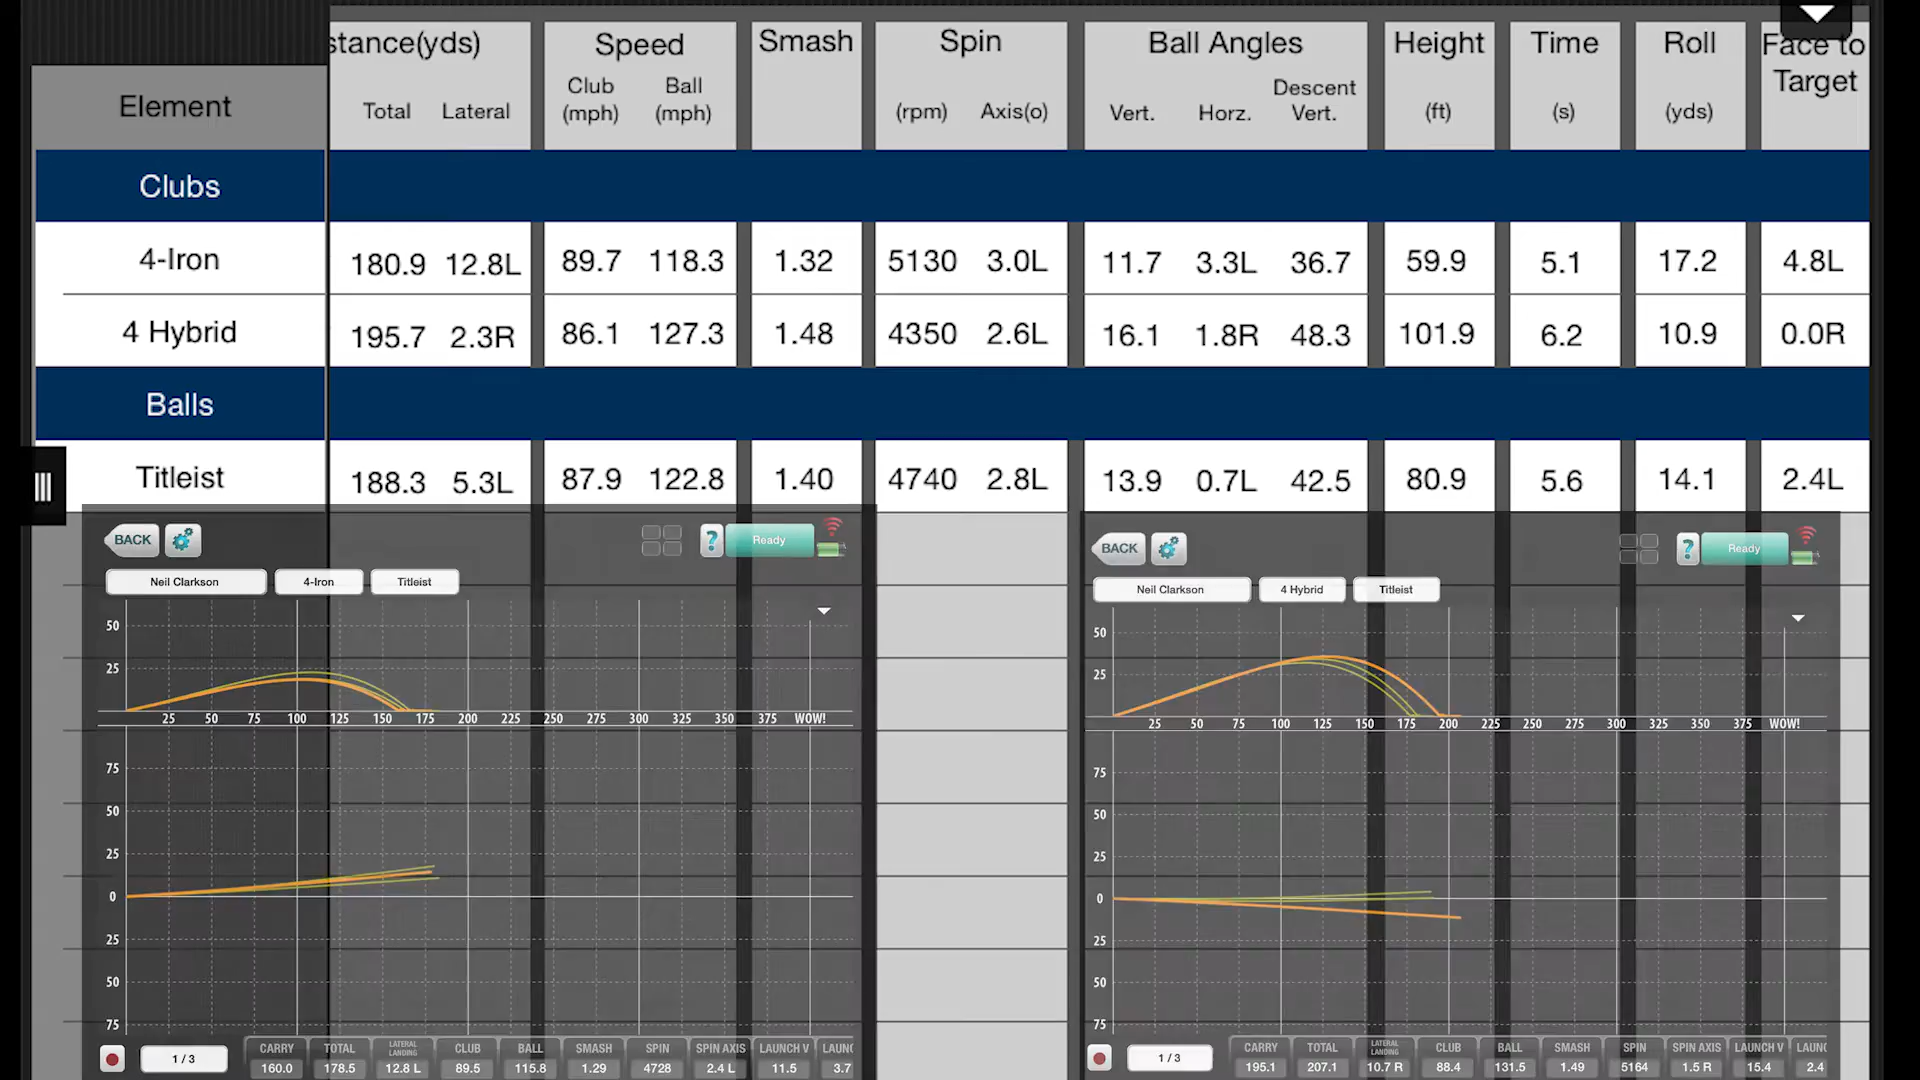 stance(yds) Speed Smash Spin Ball Angles Height Time Roll Face to Target
Element Total Lateral Club (mph) Ball (mph) (rpm) Axis(o) Vert. Horz. Descent Vert. (ft) (s) (yds)
Clubs
4-Iron 180.9 12.8L 89.7 118.3 1.32 5130 3.0L 11.7 3.3L 36.7 59.9 5.1 17.2 4.8L
4 Hybrid 195.7 2.3R 86.1 127.3 1.48 4350 2.6L 16.1 1.8R 48.3 101.9 6.2 10.9 0.0R
Balls
Titleist 188.3 5.3L 87.9 122.8 1.40 4740 2.8L 13.9 0.7L 42.5 80.9 5.6 14.1 2.4L
BACK ? Ready
Neil Clarkson 4-Iron Titleist
50
25
25 50 75 100 125 150 175 200 225 250 275 300 325 350 375 WOW!
75
50
25
0
25
50
75
CARRY TOTAL LATERAL LANDING CLUB BALL SMASH SPIN SPIN AXIS LAUNCH V LAUNC
1 / 3 160.0 178.5 12.8 L 89.5 115.8 1.29 4728 2.4 L 11.5 3.7
BACK ? Ready
Neil Clarkson 4 Hybrid Titleist
50
25
25 50 75 100 125 150 175 200 225 250 275 300 325 350 375 WOW!
75
50
25
0
25
50
75
CARRY TOTAL LATERAL LANDING CLUB BALL SMASH SPIN SPIN AXIS LAUNCH V LAUNC
1 / 3 195.1 207.1 10.7 R 88.4 131.5 1.49 5164 1.5 R 15.4 2.4